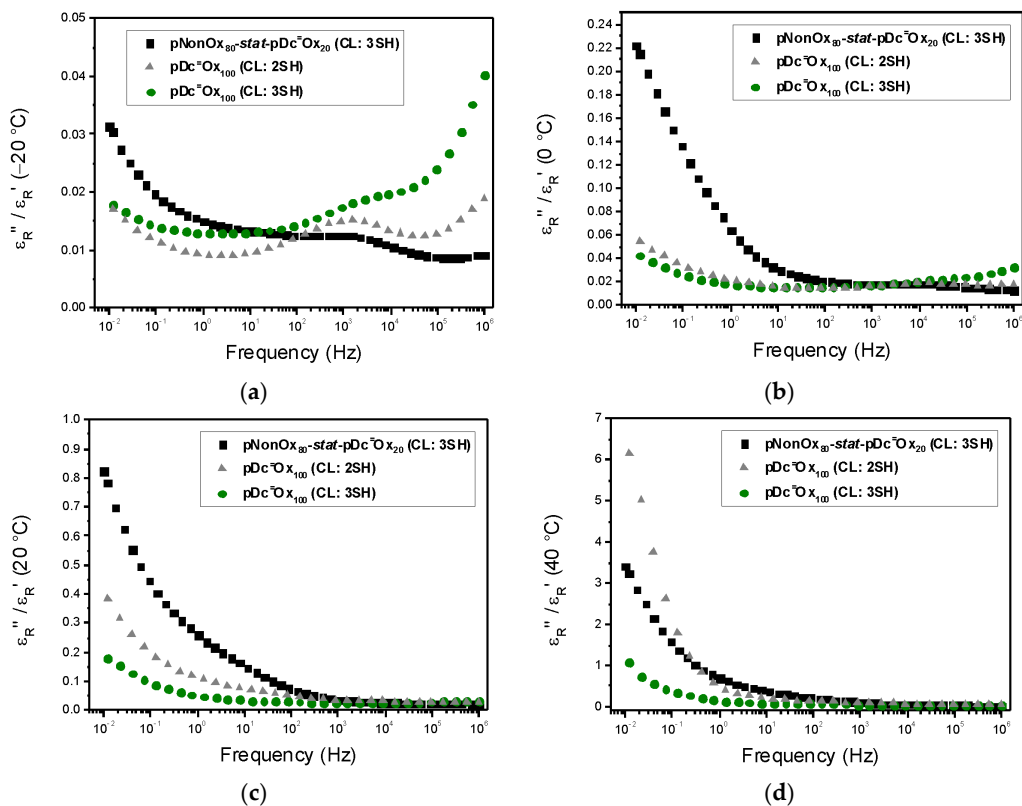 0.05
0.04
0.03
0.02
0.01
0.00
ε_R'' / ε_R' (−20 °C)
pNonOx₈₀-stat-pDc⁼Ox₂₀ (CL: 3SH)
pDc⁼Ox₁₀₀ (CL: 2SH)
pDc⁼Ox₁₀₀ (CL: 3SH)
10⁻² 10⁻¹ 10⁰ 10¹ 10² 10³ 10⁴ 10⁵ 10⁶
Frequency (Hz)
(a)
0.24
0.22
0.20
0.18
0.16
0.14
0.12
0.10
0.08
0.06
0.04
0.02
0.00
ε_R'' / ε_R' (0 °C)
pNonOx₈₀-stat-pDc⁼Ox₂₀ (CL: 3SH)
pDc⁼Ox₁₀₀ (CL: 2SH)
pDc⁼Ox₁₀₀ (CL: 3SH)
10⁻² 10⁻¹ 10⁰ 10¹ 10² 10³ 10⁴ 10⁵ 10⁶
Frequency (Hz)
(b)
1.0
0.9
0.8
0.7
0.6
0.5
0.4
0.3
0.2
0.1
0.0
ε_R'' / ε_R' (20 °C)
pNonOx₈₀-stat-pDc⁼Ox₂₀ (CL: 3SH)
pDc⁼Ox₁₀₀ (CL: 2SH)
pDc⁼Ox₁₀₀ (CL: 3SH)
10⁻² 10⁻¹ 10⁰ 10¹ 10² 10³ 10⁴ 10⁵ 10⁶
Frequency (Hz)
(c)
7
6
5
4
3
2
1
0
ε_R'' / ε_R' (40 °C)
pNonOx₈₀-stat-pDc⁼Ox₂₀ (CL: 3SH)
pDc⁼Ox₁₀₀ (CL: 2SH)
pDc⁼Ox₁₀₀ (CL: 3SH)
10⁻² 10⁻¹ 10⁰ 10¹ 10² 10³ 10⁴ 10⁵ 10⁶
Frequency (Hz)
(d)